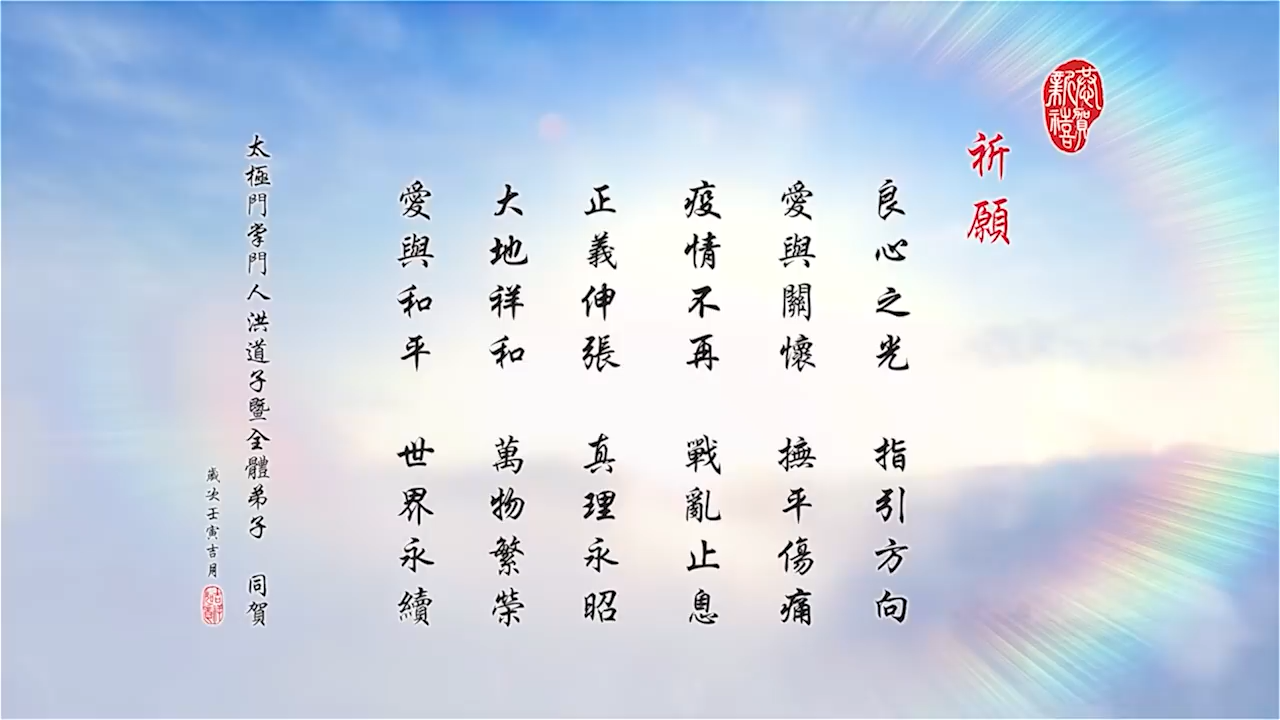 恭賀新禧
祈願
良心之光 指引方向
愛與關懷 撫平傷痛
疫情不再 戰亂止息
正義伸張 真理永昭
大地祥和 萬物繁榮
愛與和平 世界永續
太極門掌門人洪道子暨全體弟子 同賀
歲次壬寅吉月